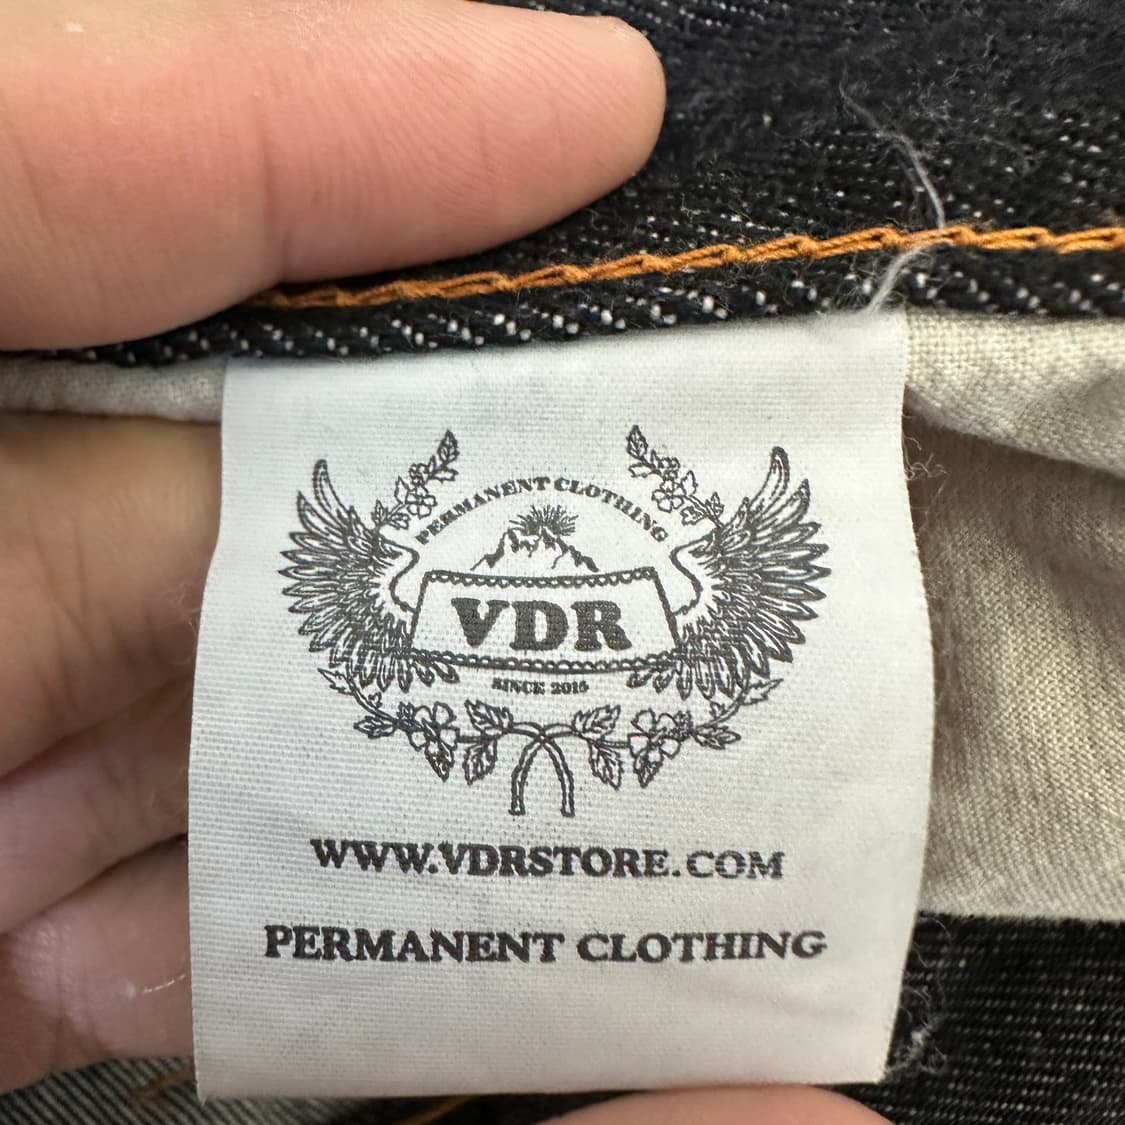 PERMANENT CLOTHING
VDR
SINCE 2015
WWW.VDRSTORE.COM
PERMANENT CLOTHING